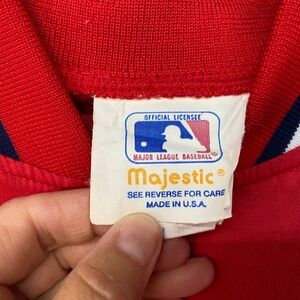 OFFICIAL LICENSEE
MAJOR LEAGUE BASEBALL®
Majestic®
SEE REVERSE FOR CARE
MADE IN U.S.A.